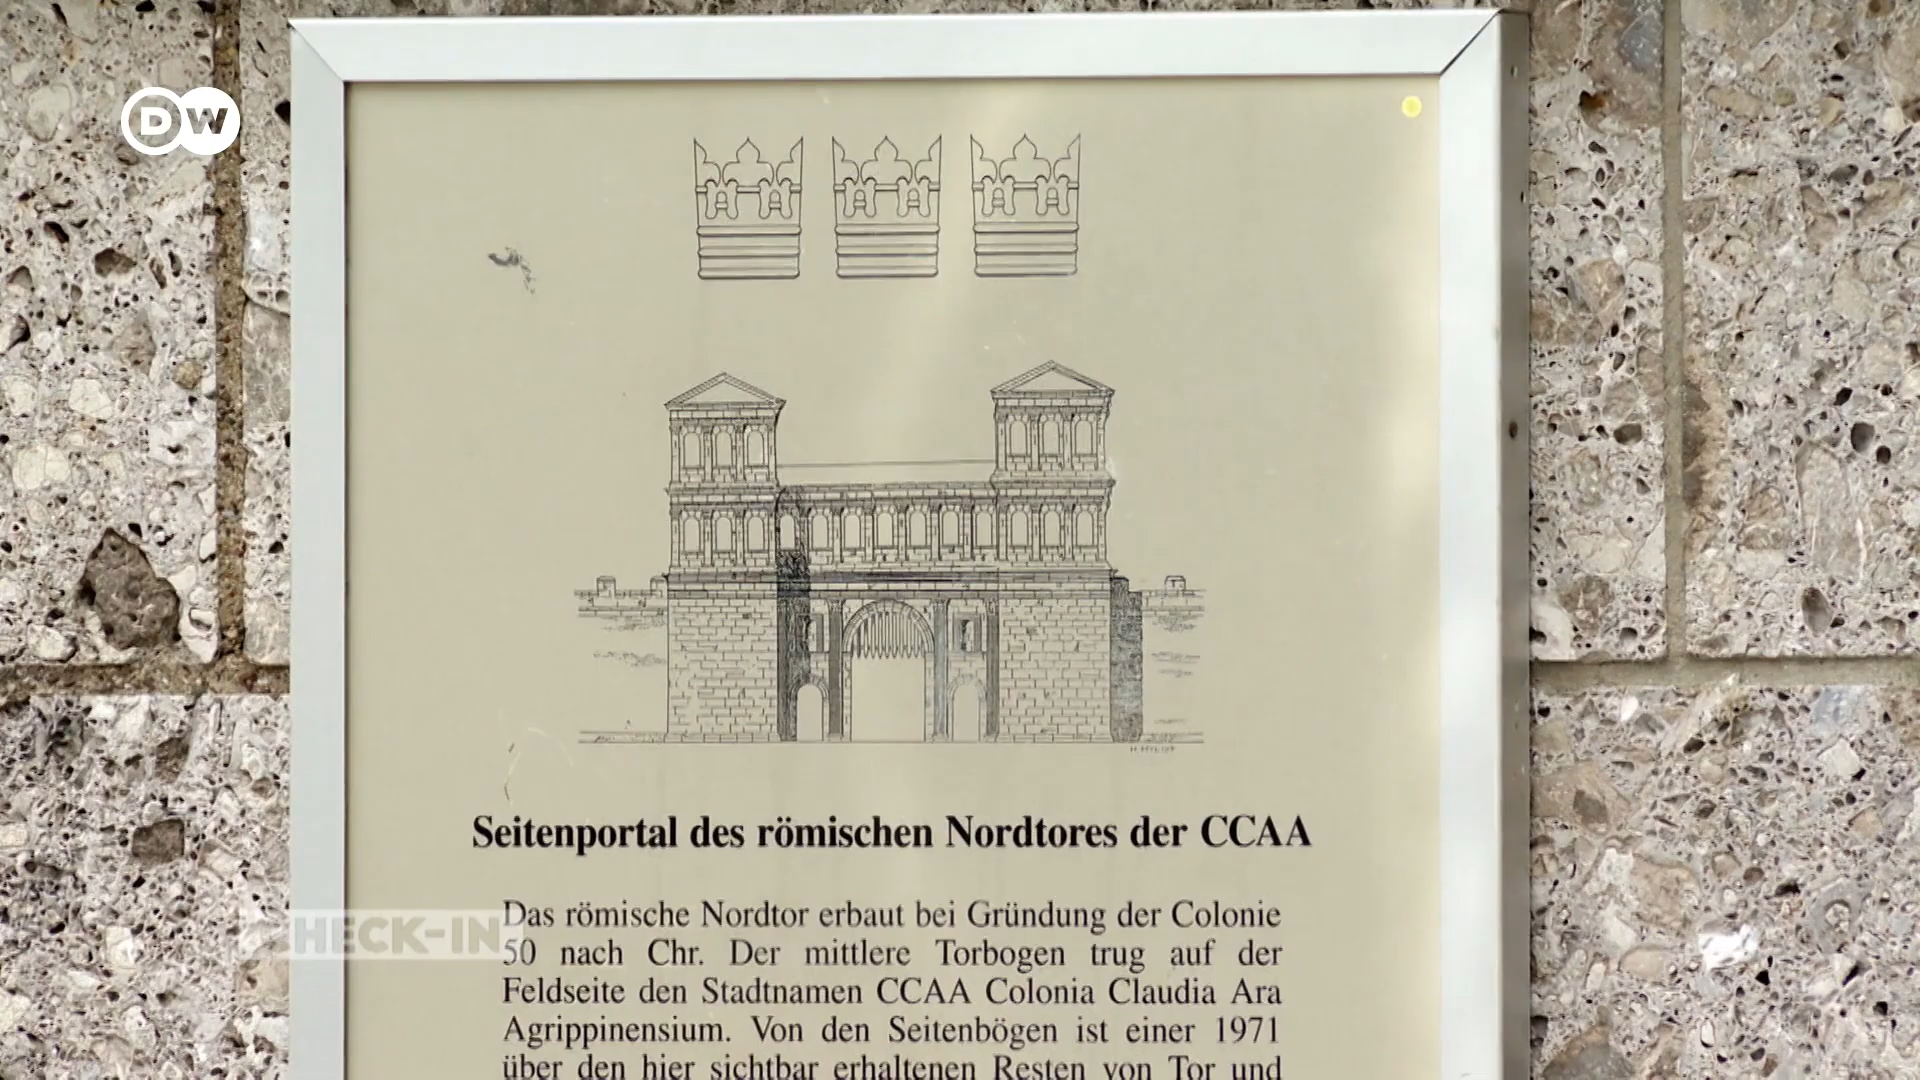 DW
Seitenportal des römischen Nordtores der CCAA
Das römische Nordtor erbaut bei Gründung der Colonie
50 nach Chr. Der mittlere Torbogen trug auf der
Feldseite den Stadtnamen CCAA Colonia Claudia Ara
Agrippinensium. Von den Seitenbögen ist einer 1971
über den hier sichtbar erhaltenen Resten von Tor und
CHECK-IN